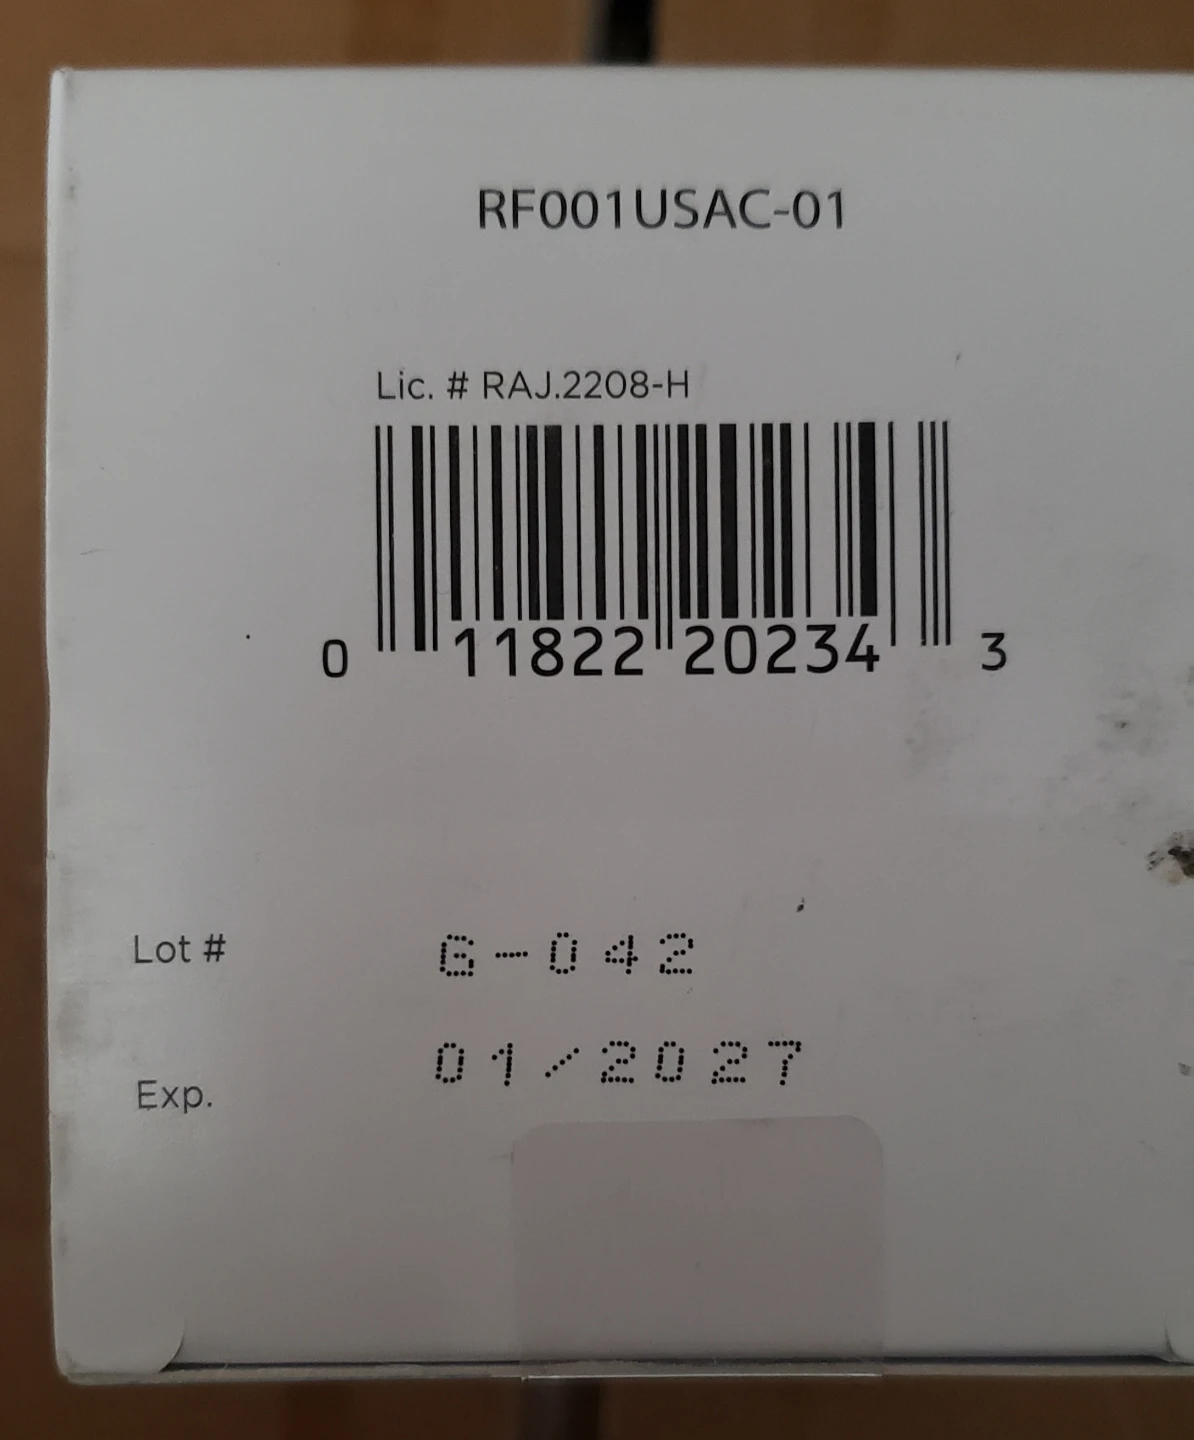 RF001USAC-01
Lic. # RAJ.2208-H
0 11822 20234 3
Lot # G-042
Exp. 01/2027